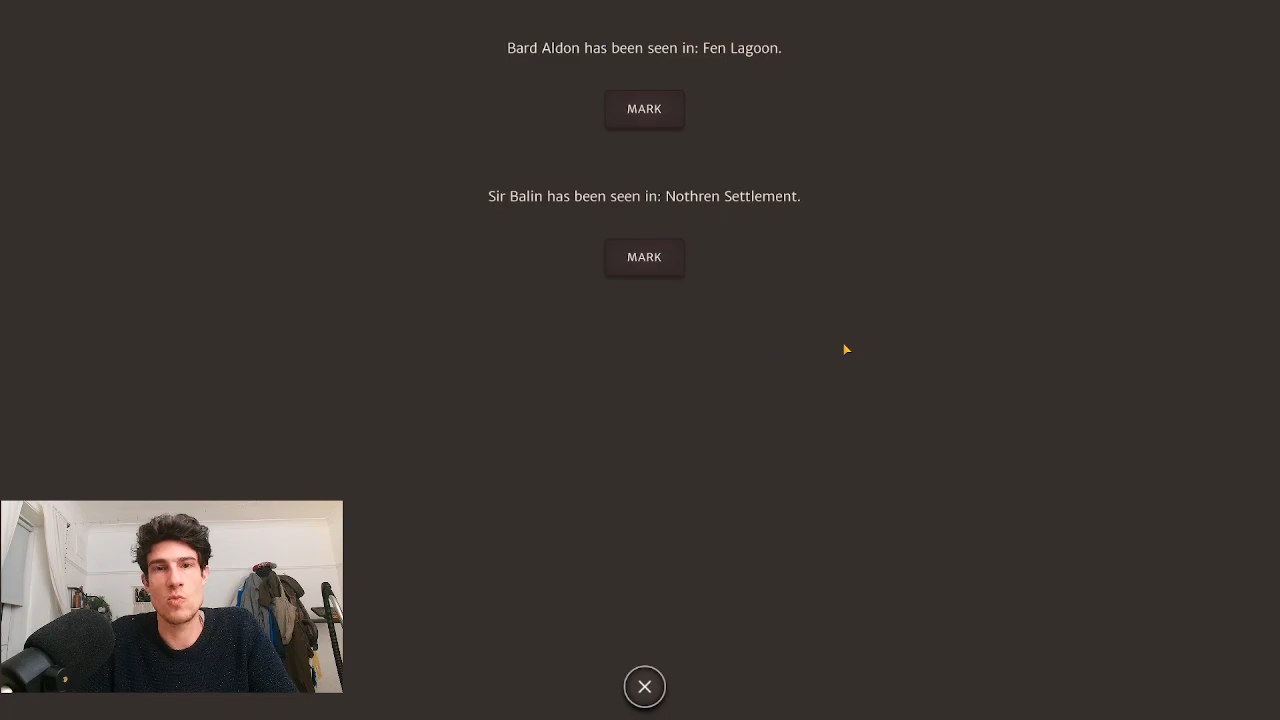 Bard Aldon has been seen in: Fen Lagoon.
MARK
Sir Balin has been seen in: Nothren Settlement.
MARK